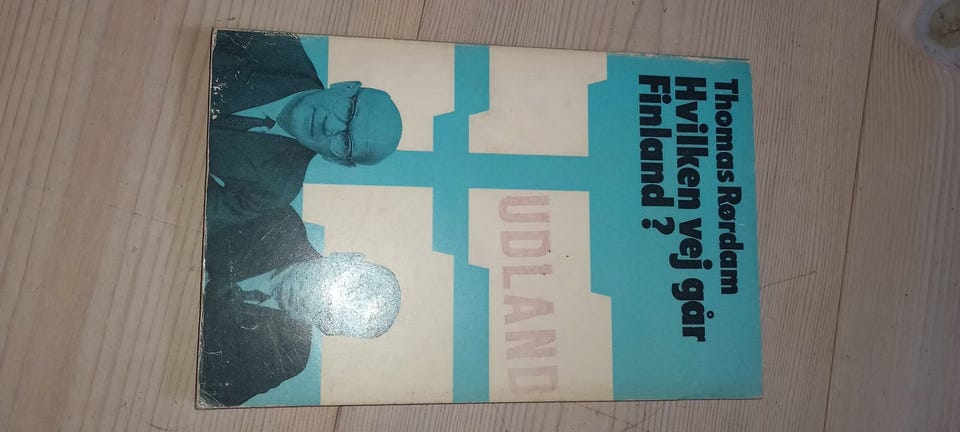 Thomas Rørdam
Hvilken vej går
Finland?
UDLAND